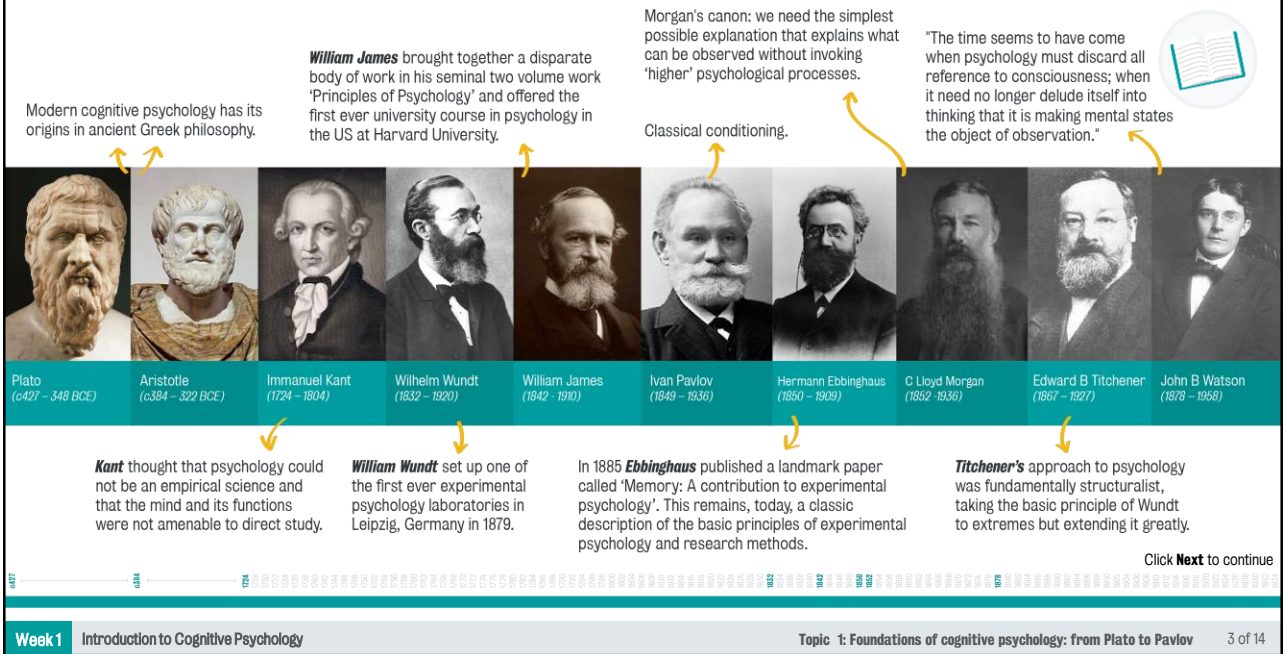 Modern cognitive psychology has its
origins in ancient Greek philosophy.
William James brought together a disparate
body of work in his seminal two volume work
'Principles of Psychology' and offered the
first ever university course in psychology in
the US at Harvard University.
Morgan's canon: we need the simplest
possible explanation that explains what
can be observed without invoking
'higher' psychological processes.
Classical conditioning.
"The time seems to have come
when psychology must discard all
reference to consciousness; when
it need no longer delude itself into
thinking that it is making mental states
the object of observation."
Plato
(c427 – 348 BCE)
Aristotle
(c384 – 322 BCE)
Immanuel Kant
(1724 – 1804)
Wilhelm Wundt
(1832 – 1920)
William James
(1842 - 1910)
Ivan Pavlov
(1849 – 1936)
Hermann Ebbinghaus
(1850 – 1909)
C Lloyd Morgan
(1852 -1936)
Edward B Titchener
(1867 – 1927)
John B Watson
(1878 – 1958)
Kant thought that psychology could
not be an empirical science and
that the mind and its functions
were not amenable to direct study.
William Wundt set up one of
the first ever experimental
psychology laboratories in
Leipzig, Germany in 1879.
In 1885 Ebbinghaus published a landmark paper
called 'Memory: A contribution to experimental
psychology'. This remains, today, a classic
description of the basic principles of experimental
psychology and research methods.
Titchener's approach to psychology
was fundamentally structuralist,
taking the basic principle of Wundt
to extremes but extending it greatly.
Click Next to continue
c427
c384
1724
1832
1842
1850
1852
1878
Week 1 Introduction to Cognitive Psychology
Topic 1: Foundations of cognitive psychology: from Plato to Pavlov 3 of 14